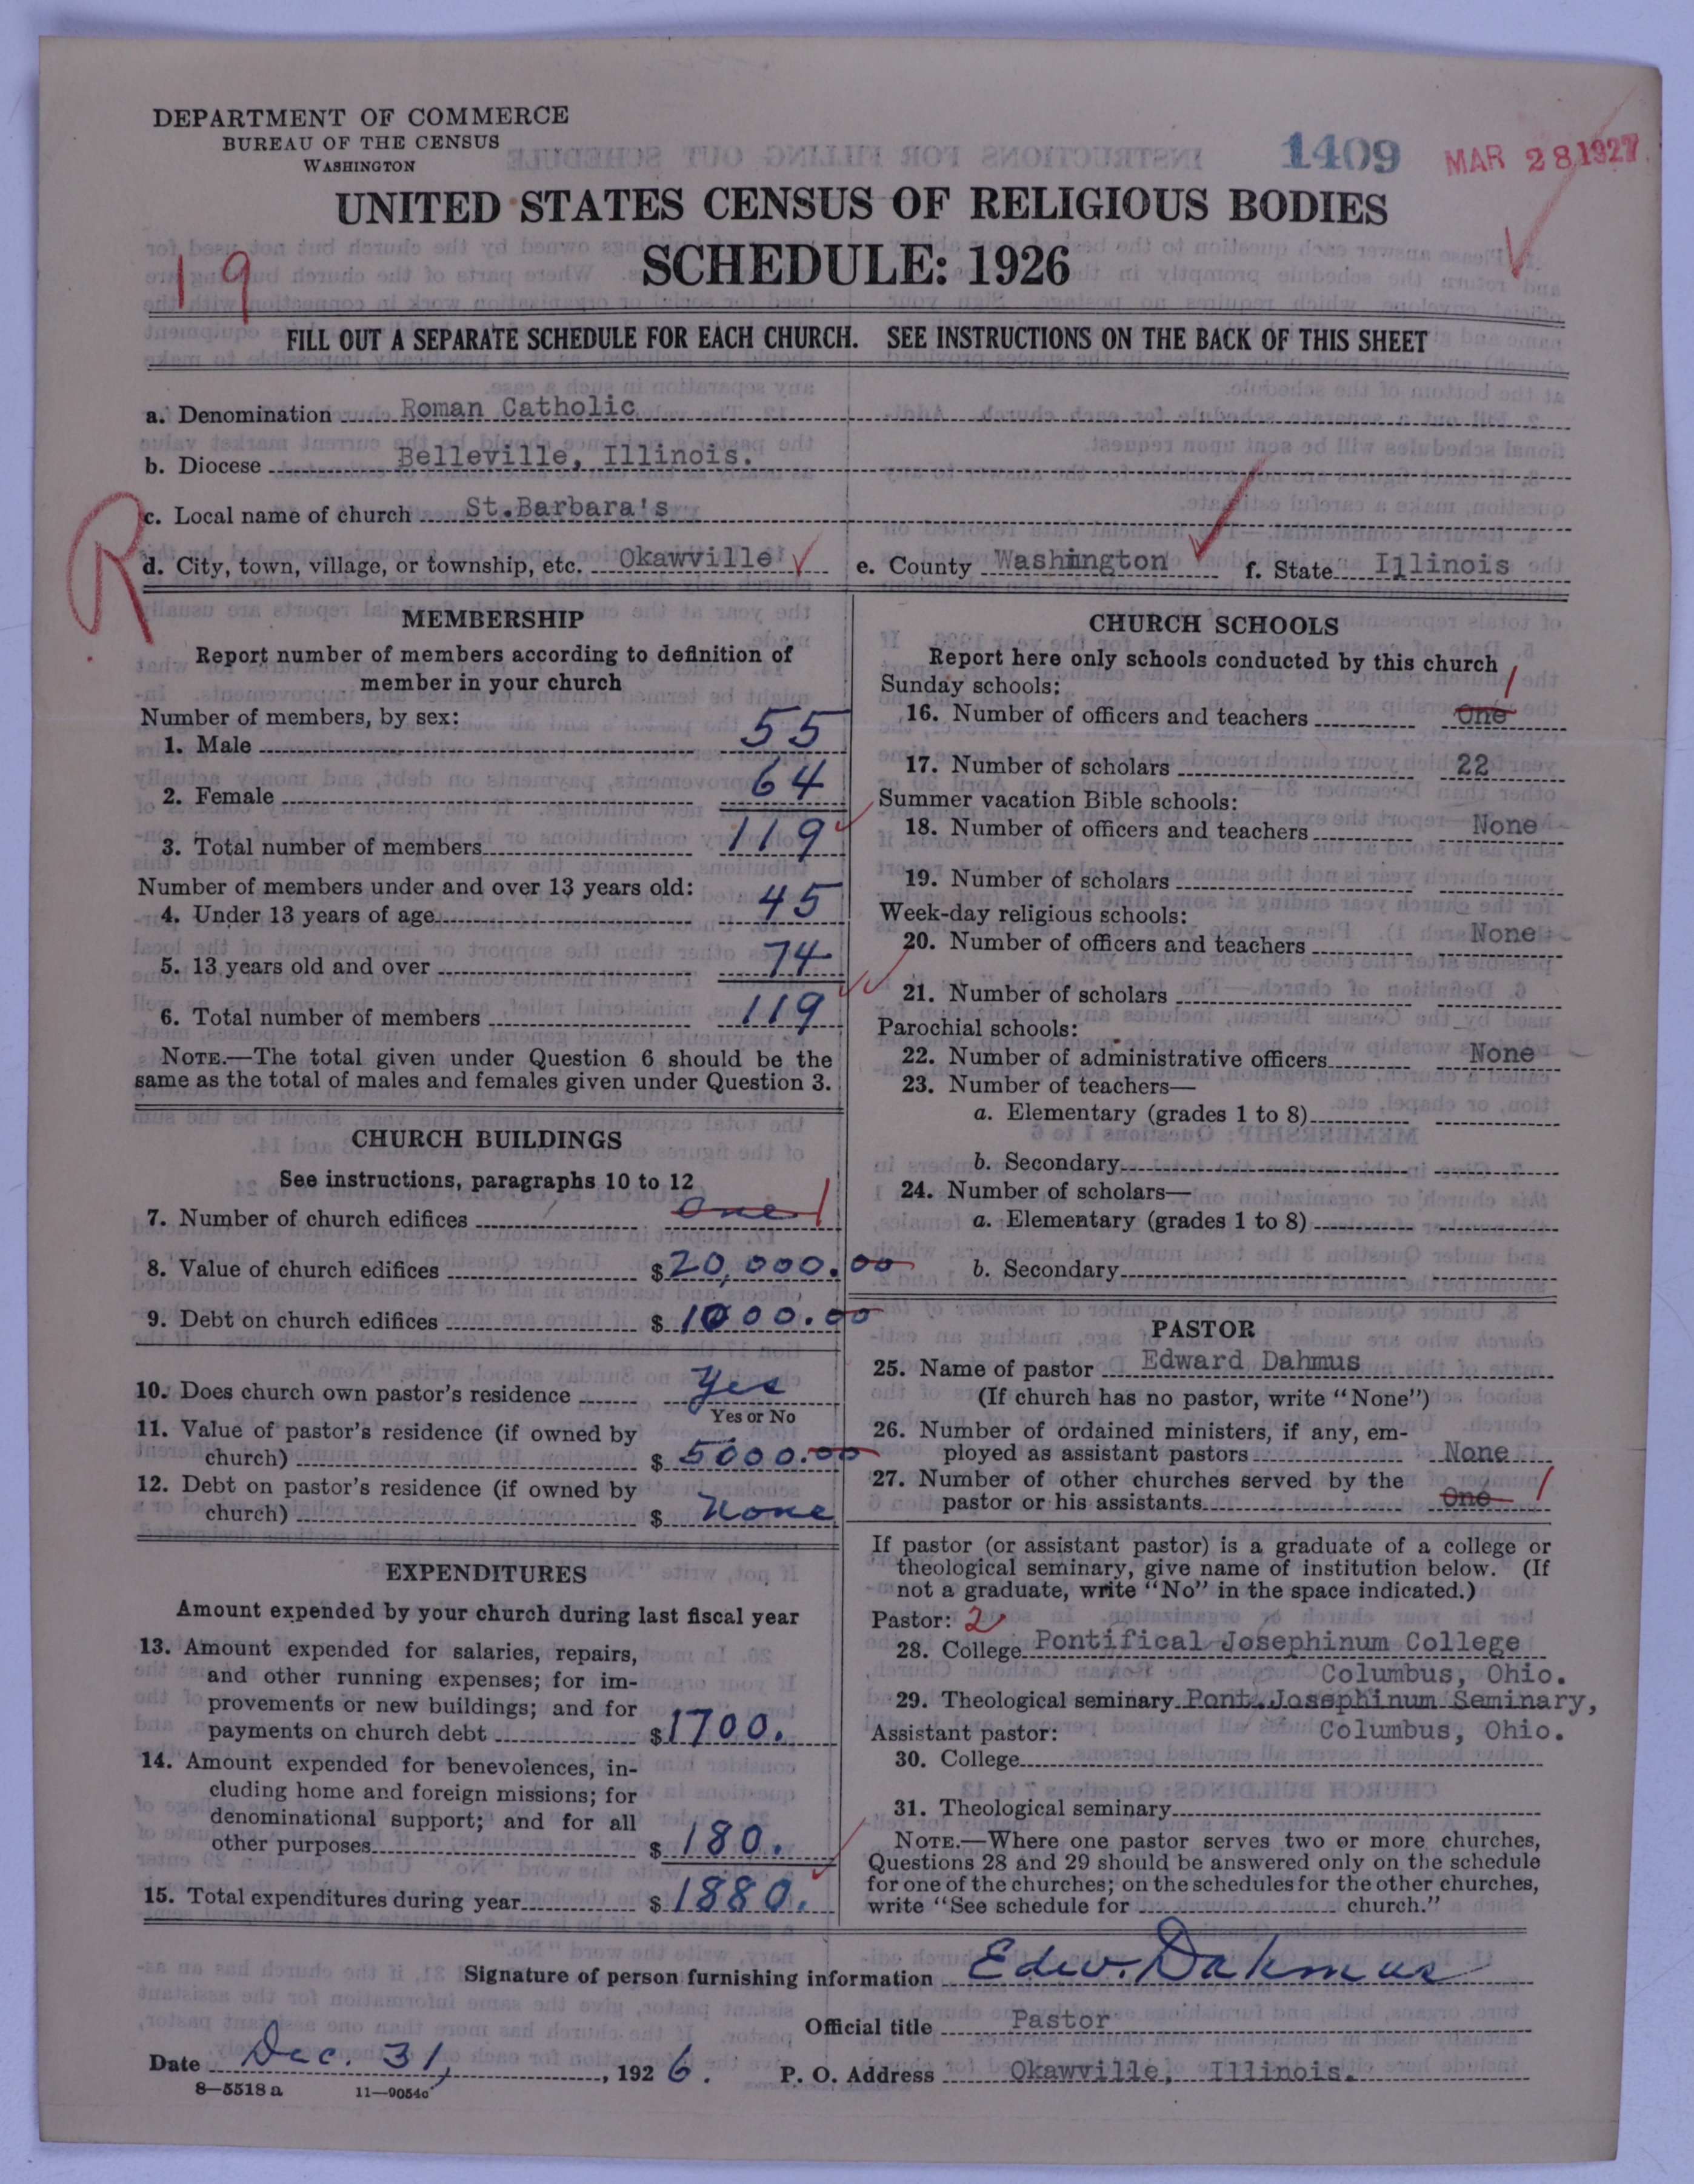 DEPARTMENT OF COMMERCE
BUREAU OF THE CENSUS
WASHINGTON
1409
MAR 28 1927
UNITED STATES CENSUS OF RELIGIOUS BODIES
SCHEDULE: 1926
19
FILL OUT A SEPARATE SCHEDULE FOR EACH CHURCH. SEE INSTRUCTIONS ON THE BACK OF THIS SHEET
a. Denomination Roman Catholic
b. Diocese Belleville, Illinois.
R
c. Local name of church St.Barbara's
d. City, town, village, or township, etc. Okawville e. County Washington f. State Illinois
MEMBERSHIP
Report number of members according to definition of
member in your church
Number of members, by sex:
1. Male 55
2. Female 64
3. Total number of members 119
Number of members under and over 13 years old:
4. Under 13 years of age 45
5. 13 years old and over 74
6. Total number of members 119
NOTE.—The total given under Question 6 should be the
same as the total of males and females given under Question 3.
CHURCH BUILDINGS
See instructions, paragraphs 10 to 12
7. Number of church edifices One 1
8. Value of church edifices $20,000.00
9. Debt on church edifices $1000.00
10. Does church own pastor's residence Yes
Yes or No
11. Value of pastor's residence (if owned by
church) $5000.00
12. Debt on pastor's residence (if owned by
church) $ None
EXPENDITURES
Amount expended by your church during last fiscal year
13. Amount expended for salaries, repairs,
and other running expenses; for im-
provements or new buildings; and for
payments on church debt $1700.
14. Amount expended for benevolences, in-
cluding home and foreign missions; for
denominational support; and for all
other purposes $180.
15. Total expenditures during year $1880.
CHURCH SCHOOLS
Report here only schools conducted by this church
Sunday schools:
16. Number of officers and teachers One 1
17. Number of scholars 22
Summer vacation Bible schools:
18. Number of officers and teachers None
19. Number of scholars
Week-day religious schools:
20. Number of officers and teachers None
21. Number of scholars
Parochial schools:
22. Number of administrative officers None
23. Number of teachers—
a. Elementary (grades 1 to 8)
b. Secondary
24. Number of scholars—
a. Elementary (grades 1 to 8)
b. Secondary
PASTOR
25. Name of pastor Edward Dahmus
(If church has no pastor, write "None")
26. Number of ordained ministers, if any, em-
ployed as assistant pastors None
27. Number of other churches served by the
pastor or his assistants One 1
If pastor (or assistant pastor) is a graduate of a college or
theological seminary, give name of institution below. (If
not a graduate, write "No" in the space indicated.)
Pastor: 2
28. College Pontifical Josephinum College
Columbus, Ohio.
29. Theological seminary Pont.Josephinum Seminary,
Columbus, Ohio.
Assistant pastor:
30. College
31. Theological seminary
NOTE.—Where one pastor serves two or more churches,
Questions 28 and 29 should be answered only on the schedule
for one of the churches; on the schedules for the other churches,
write "See schedule for church."
Signature of person furnishing information Edw. Dahmus
Official title Pastor
Date Dec. 31, 1926. P. O. Address Okawville, Illinois.
8—5518 a 11—9054c